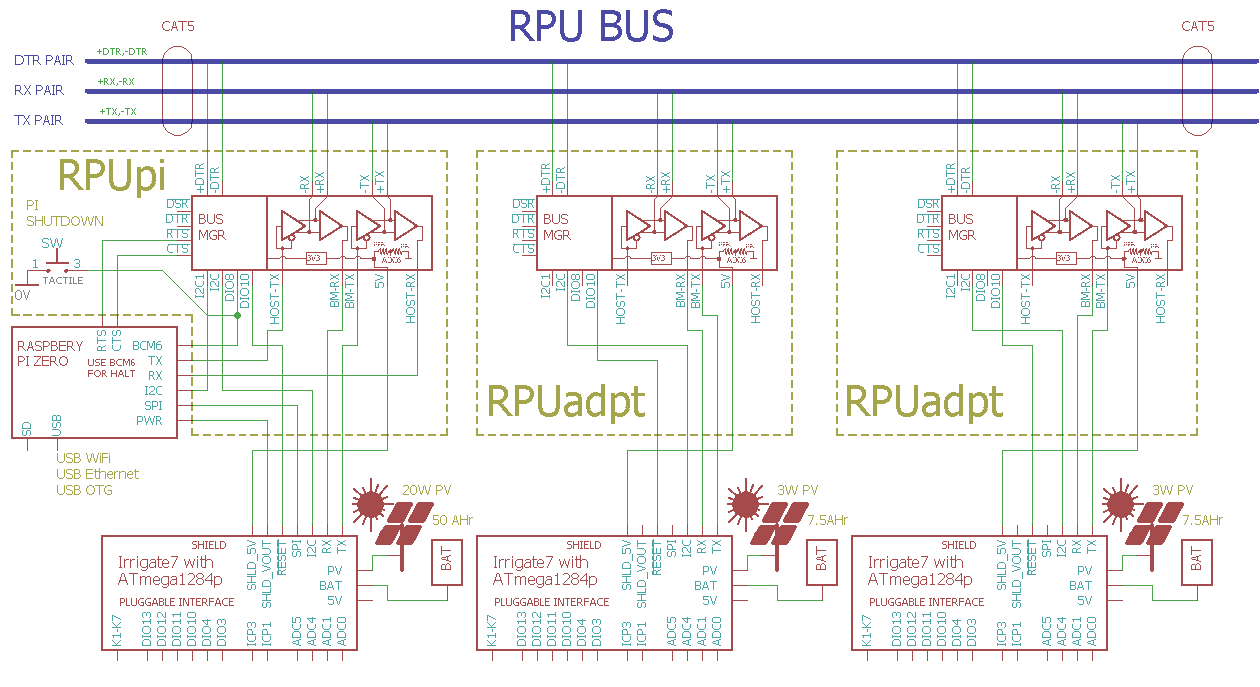 RPU BUS
CAT5
CAT5
DTR PAIR
+DTR,-DTR
RX PAIR
+RX,-RX
TX PAIR
+TX,-TX
RPUpi
+DTR
-DTR
-RX
+RX
-TX
+TX
PI
SHUTDOWN
SW
1
3
TACTILE
0V
DSR
DTR
RTS
CTS
BUS
MGR
3V3
ADC6
I2C1
I2C
DIO8
DIO10
HOST-TX
BM-RX
BM-TX
5V
HOST-RX
RASPBERY
PI ZERO
RTS
CTS
USE BCM6
FOR HALT
BCM6
TX
RX
I2C
SPI
PWR
SD
USB
USB WiFi
USB Ethernet
USB OTG
20W PV
50 AHr
SHIELD
Irrigate7 with
ATmega1284p
PLUGGABLE INTERFACE
SHLD_5V
SHLD_VOUT
RESET
SPI
I2C
RX
TX
PV
BAT
5V
BAT
K1-K7
DIO13
DIO12
DIO11
DIO10
DIO4
DIO3
ICP3
ICP1
ADC5
ADC4
ADC1
ADC0
+DTR
-DTR
-RX
+RX
-TX
+TX
DSR
DTR
RTS
CTS
BUS
MGR
3V3
ADC6
I2C1
I2C
DIO8
DIO10
HOST-TX
BM-RX
BM-TX
5V
HOST-RX
RPUadpt
3W PV
7.5AHr
SHIELD
Irrigate7 with
ATmega1284p
PLUGGABLE INTERFACE
SHLD_5V
SHLD_VOUT
RESET
SPI
I2C
RX
TX
PV
BAT
5V
BAT
K1-K7
DIO13
DIO12
DIO11
DIO10
DIO4
DIO3
ICP3
ICP1
ADC5
ADC4
ADC1
ADC0
+DTR
-DTR
-RX
+RX
-TX
+TX
DSR
DTR
RTS
CTS
BUS
MGR
3V3
ADC6
I2C1
I2C
DIO8
DIO10
HOST-TX
BM-RX
BM-TX
5V
HOST-RX
RPUadpt
3W PV
7.5AHr
SHIELD
Irrigate7 with
ATmega1284p
PLUGGABLE INTERFACE
SHLD_5V
SHLD_VOUT
RESET
SPI
I2C
RX
TX
PV
BAT
5V
BAT
K1-K7
DIO13
DIO12
DIO11
DIO10
DIO4
DIO3
ICP3
ICP1
ADC5
ADC4
ADC1
ADC0